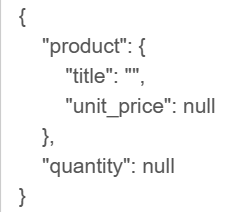 {
    "product": {
        "title": "",
        "unit_price": null
    },
    "quantity": null
}